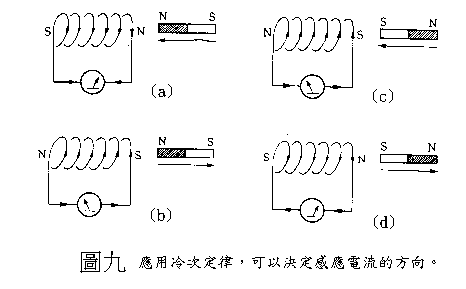 S N N S
(a)
N S S N
(c)
N S N S
(b)
S N S N
(d)
圖九 應用冷次定律,可以決定感應電流的方向。